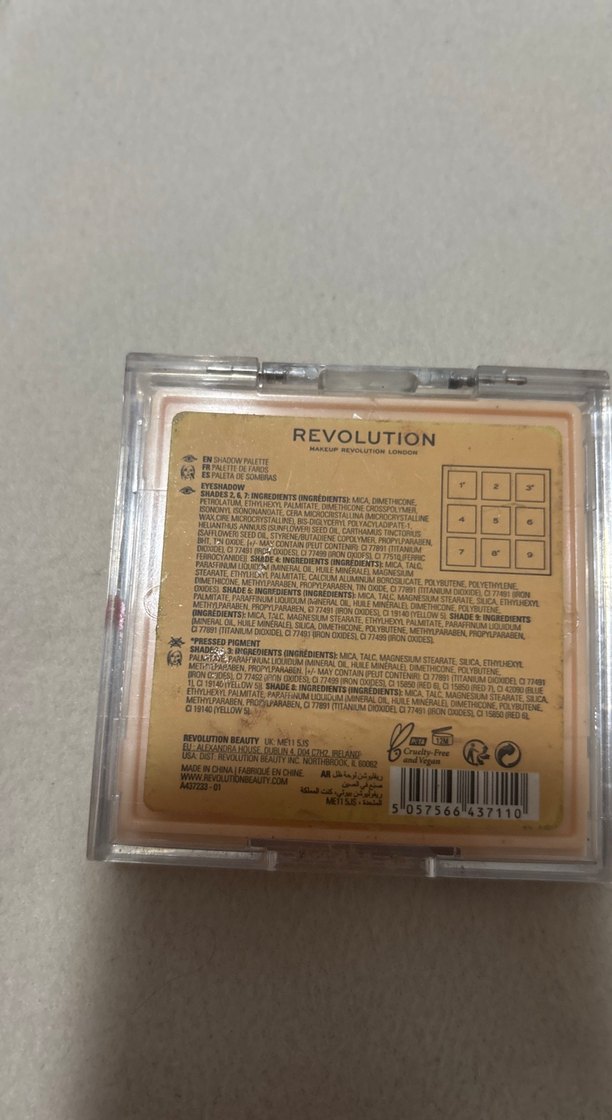 REVOLUTION
MAKEUP REVOLUTION LONDON
EN SHADOW PALETTE
FR PALETTE DE FARDS
ES PALETA DE SOMBRAS
1* 2 3*
4 5 6
7 8* 9
EYESHADOW
SHADES 2, 6, 7: INGREDIENTS (INGRÉDIENTS): MICA, DIMETHICONE,
PETROLATUM, ETHYLHEXYL PALMITATE, DIMETHICONE CROSSPOLYMER,
ISONONYL ISONONANOATE, CERA MICROCRISTALLINA (MICROCRYSTALLINE
WAX,CIRE MICROCRYSTALLINE), BIS-DIGLYCERYL POLYACYLADIPATE-1,
HELIANTHUS ANNUUS (SUNFLOWER) SEED OIL, CARTHAMUS TINCTORIUS
(SAFFLOWER) SEED OIL, STYRENE/BUTADIENE COPOLYMER, PROPYLPARABEN,
BHT, TIN OXIDE, [+/- MAY CONTAIN (PEUT CONTENIR): CI 77891 (TITANIUM
DIOXIDE), CI 77491 (IRON OXIDES), CI 77499 (IRON OXIDES), CI 77510 (FERRIC
FERROCYANIDE). SHADE 4: INGREDIENTS (INGRÉDIENTS): MICA, TALC,
PARAFFINUM LIQUIDUM (MINERAL OIL, HUILE MINÉRALE), MAGNESIUM
STEARATE, ETHYLHEXYL PALMITATE, CALCIUM ALUMINUM BOROSILICATE, POLYBUTENE, POLYETHYLENE,
DIMETHICONE, METHYLPARABEN, PROPYLPARABEN, TIN OXIDE, CI 77891 (TITANIUM DIOXIDE), CI 77491 (IRON
OXIDES). SHADE 5: INGREDIENTS (INGRÉDIENTS): MICA, TALC, MAGNESIUM STEARATE, SILICA, ETHYLHEXYL
PALMITATE, PARAFFINUM LIQUIDUM (MINERAL OIL, HUILE MINÉRALE), DIMETHICONE, POLYBUTENE,
METHYLPARABEN, PROPYLPARABEN, CI 77491 (IRON OXIDES), CI 19140 (YELLOW 5). SHADE 9: INGREDIENTS
(INGRÉDIENTS): MICA, TALC, MAGNESIUM STEARATE, ETHYLHEXYL PALMITATE, PARAFFINUM LIQUIDUM
(MINERAL OIL, HUILE MINÉRALE), SILICA, DIMETHICONE, POLYBUTENE, METHYLPARABEN, PROPYLPARABEN,
CI 77891 (TITANIUM DIOXIDE), CI 77491 (IRON OXIDES), CI 77499 (IRON OXIDES).
*PRESSED PIGMENT
3: INGREDIENTS (INGRÉDIENTS): MICA, TALC, MAGNESIUM STEARATE, SILICA, ETHYLHEXYL
PALMITATE, PARAFFINUM LIQUIDUM (MINERAL OIL, HUILE MINÉRALE), DIMETHICONE, POLYBUTENE,
METHYLPARABEN, PROPYLPARABEN, [+/- MAY CONTAIN (PEUT CONTENIR): CI 77891 (TITANIUM DIOXIDE), CI 77491
(IRON OXIDES), CI 77492 (IRON OXIDES), CI 77499 (IRON OXIDES), CI 15850 (RED 6), CI 15850 (RED 7), CI 42090 (BLUE
1), CI 19140 (YELLOW 5)]. SHADE 8: INGREDIENTS (INGRÉDIENTS): MICA, TALC, MAGNESIUM STEARATE, SILICA,
ETHYLHEXYL PALMITATE, PARAFFINUM LIQUIDUM (MINERAL OIL, HUILE MINÉRALE), DIMETHICONE, POLYBUTENE,
METHYLPARABEN, PROPYLPARABEN, CI 77891 (TITANIUM DIOXIDE), CI 77491 (IRON OXIDES), CI 15850 (RED 6),
CI 19140 (YELLOW 5).
REVOLUTION BEAUTY UK: ME11 5JS
EU : ALEXANDRA HOUSE, DUBLIN 4, D04 C7H2, IRELAND
USA: DIST. REVOLUTION BEAUTY INC. NORTHBROOK, IL 60062
MADE IN CHINA | FABRIQUÉ EN CHINE.
WWW.REVOLUTIONBEAUTY.COM
A437233 - 01
PETA
Cruelty-Free
and Vegan
12M
AR ريفليوشن لوحة ظل
صنع في الصين
ريفوليوشن بيوتي، كنت المملكة
المتحدة، ME11 5JS
5 057566 437110